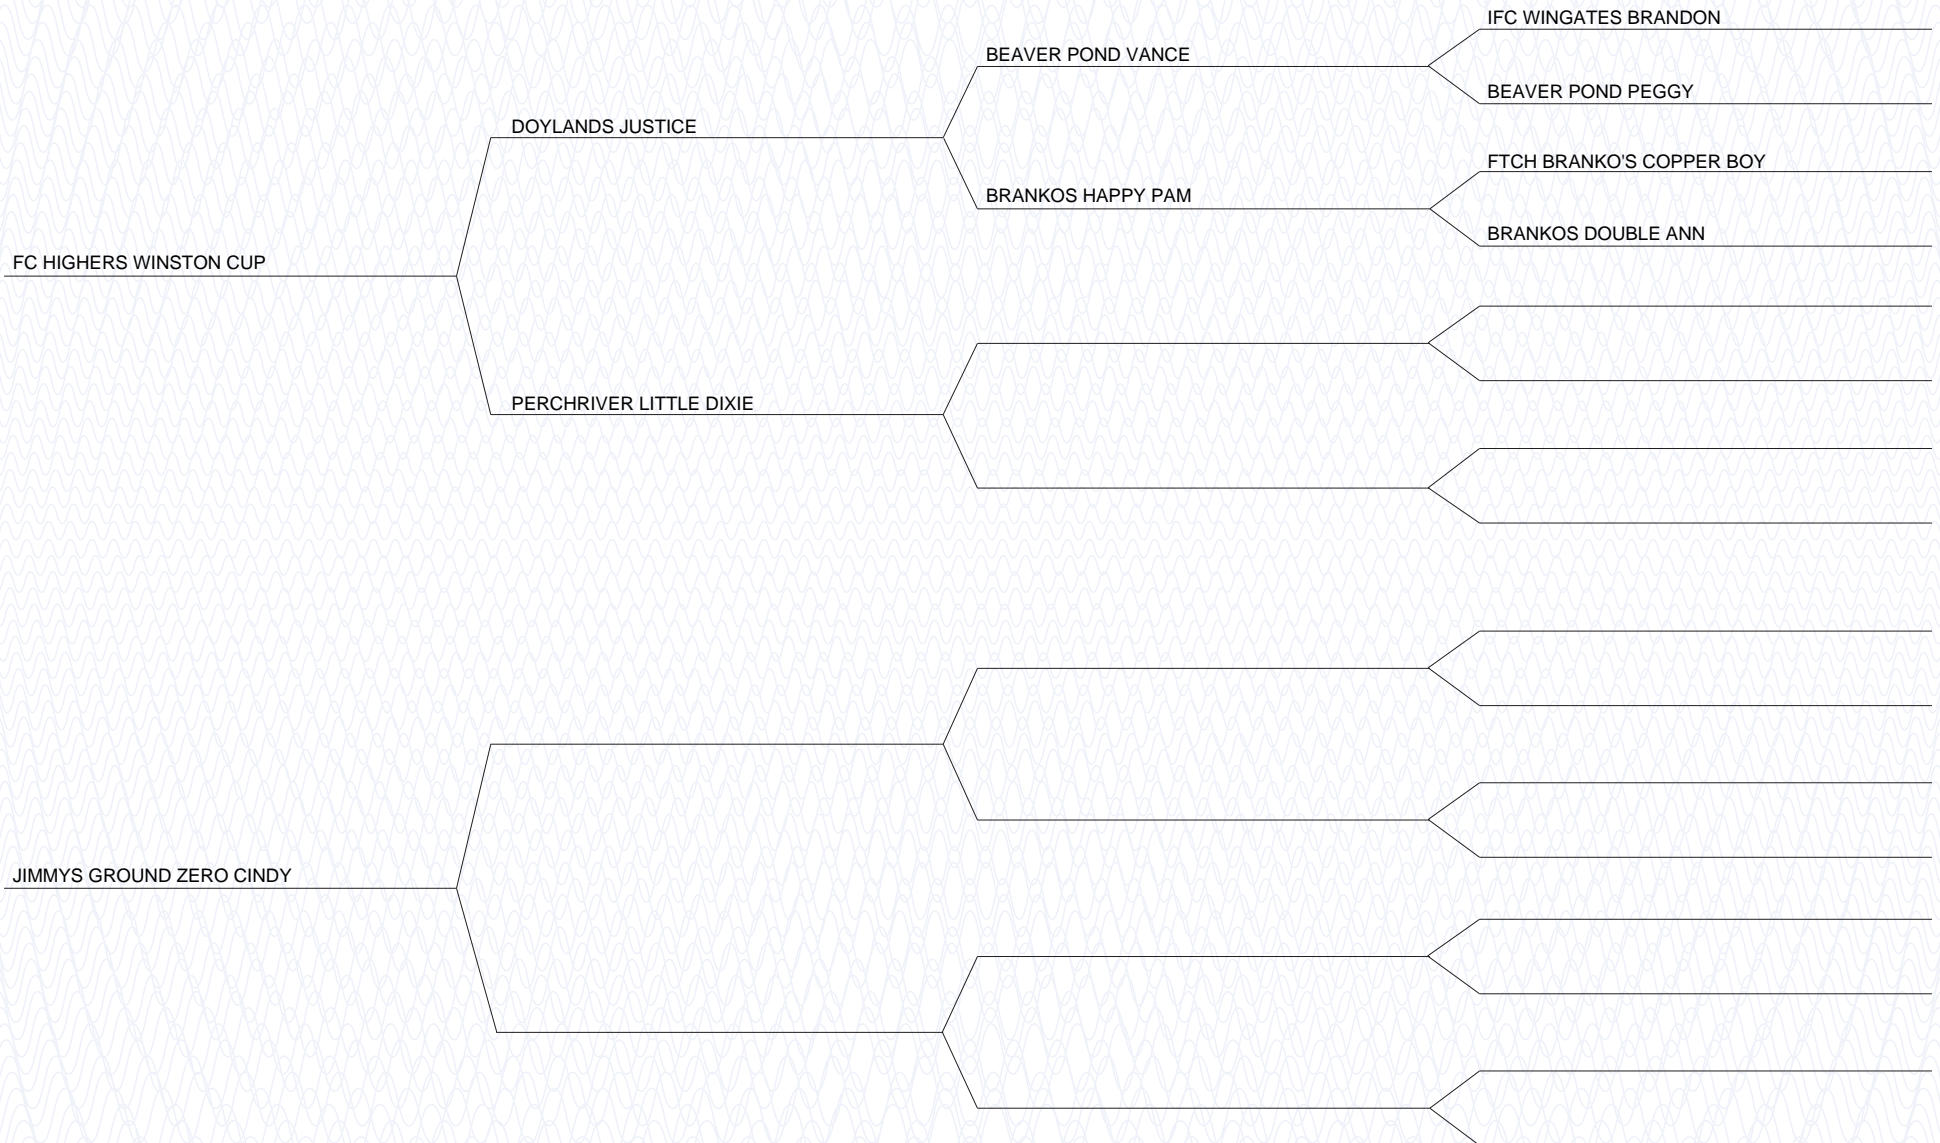 IFC WINGATES BRANDON
BEAVER POND VANCE
BEAVER POND PEGGY
DOYLANDS JUSTICE
FTCH BRANKO'S COPPER BOY
BRANKOS HAPPY PAM
BRANKOS DOUBLE ANN
FC HIGHERS WINSTON CUP
PERCHRIVER LITTLE DIXIE
JIMMYS GROUND ZERO CINDY